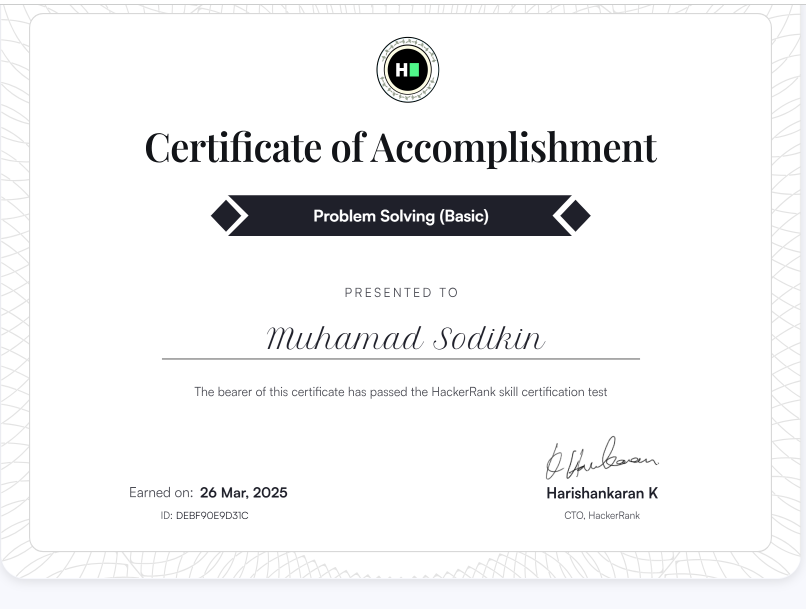 H
Certificate of Accomplishment
Problem Solving (Basic)
PRESENTED TO
Muhamad Sodikin
The bearer of this certificate has passed the HackerRank skill certification test
Earned on: 26 Mar, 2025
ID: DEBF90E9D31C
Harishankaran K
CTO, HackerRank